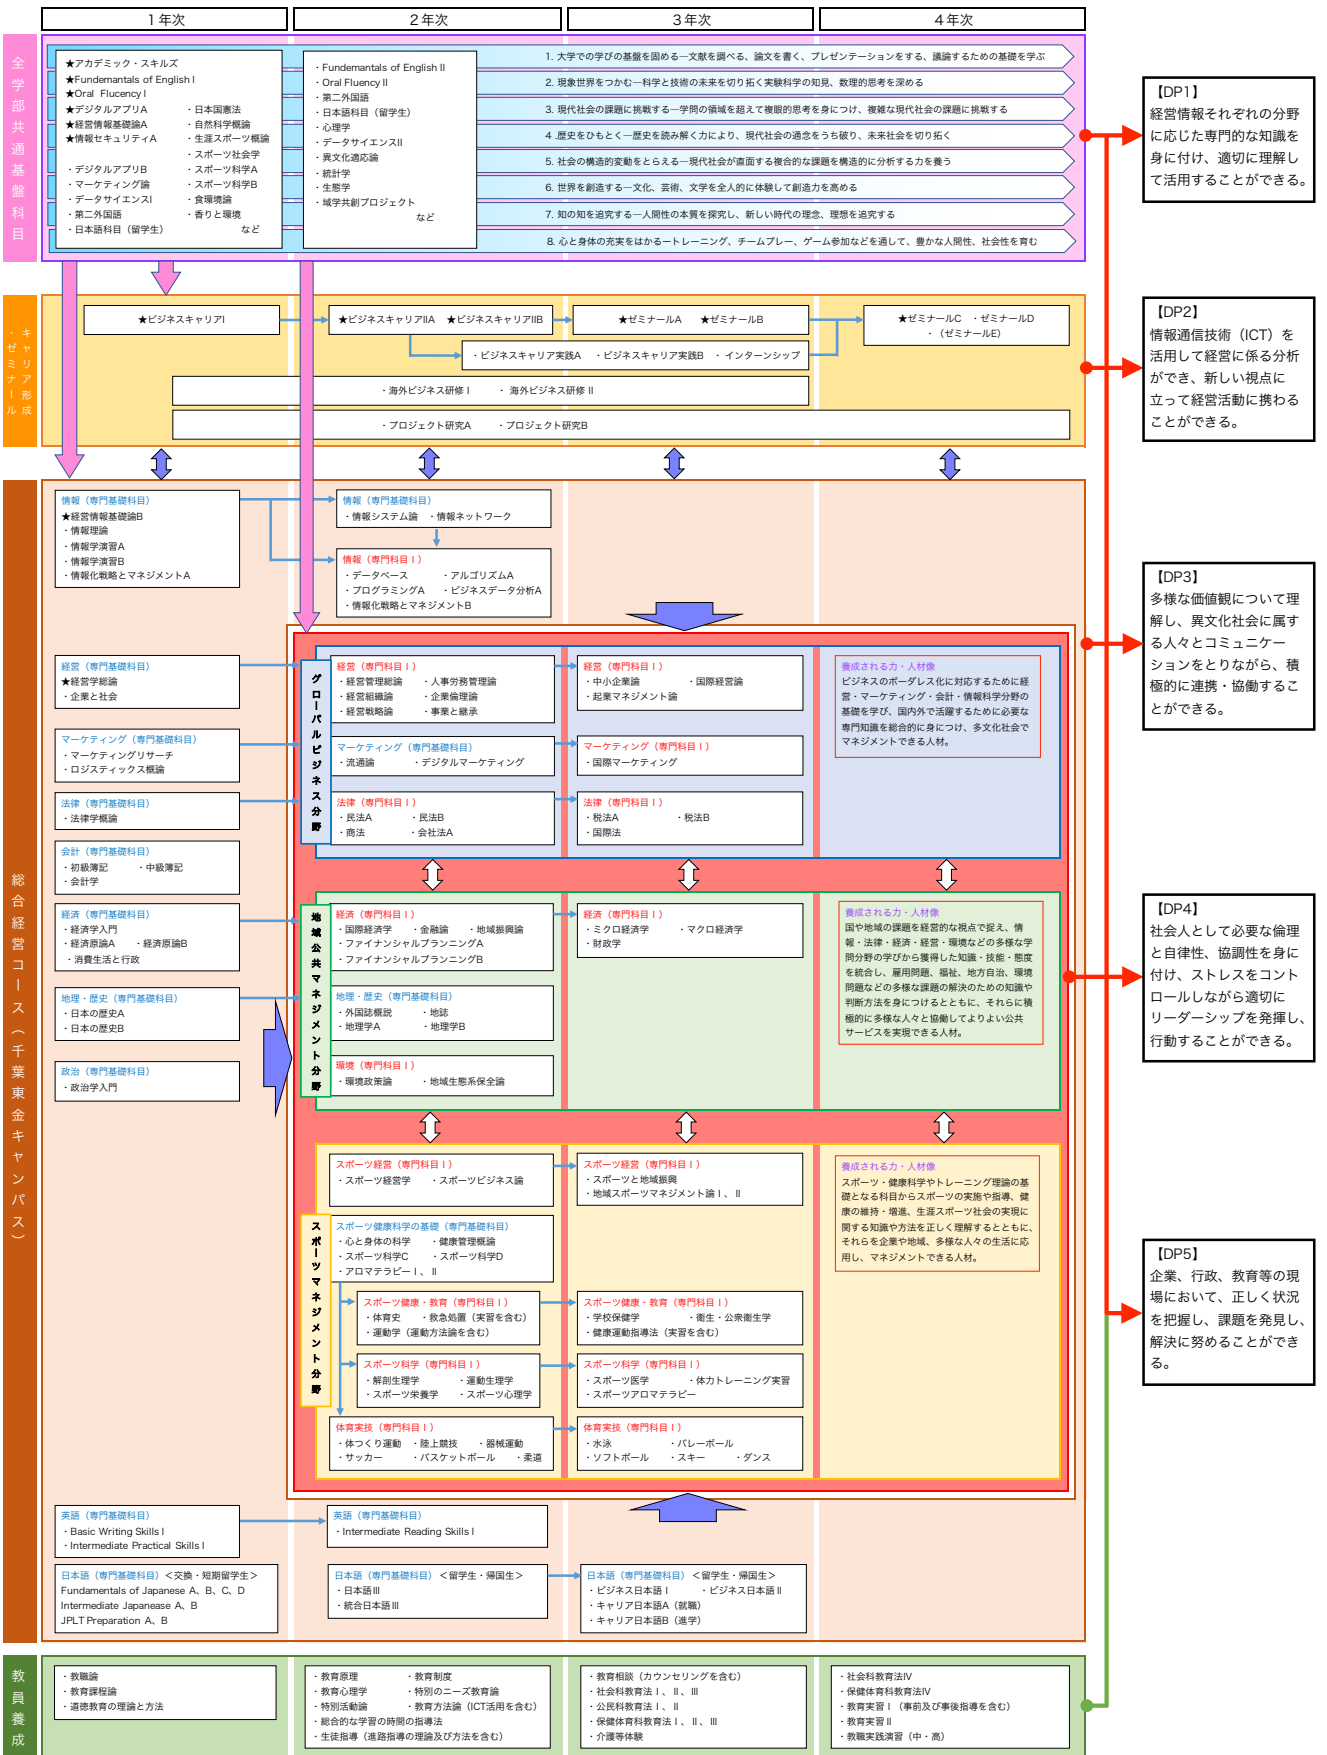 1年次
2年次
3年次
4年次
全学部共通基盤科目
★アカデミック・スキルズ
★Fundemantals of English I
★Oral Flucency I
★デジタルアプリA ・日本国憲法
★経営情報基礎論A ・自然科学概論
★情報セキュリティA ・生涯スポーツ概論
・スポーツ社会学
・デジタルアプリB ・スポーツ科学A
・マーケティング論 ・スポーツ科学B
・データサイエンスI ・食環境論
・第二外国語 ・香りと環境
・日本語科目（留学生） など
・Fundamentals of English II
・Oral Fluency II
・第二外国語
・日本語科目（留学生）
・心理学
・データサイエンスII
・異文化適応論
・統計学
・生態学
・域学共創プロジェクト
など
1. 大学での学びの基盤を固める―文献を調べる、論文を書く、プレゼンテーションをする、議論するための基礎を学ぶ
2. 現象世界をつかむ―科学と技術の未来を切り拓く実験科学の知見、数理的思考を深める
3. 現代社会の課題に挑戦する―学問の領域を超えて複眼的思考を身につけ、複雑な現代社会の課題に挑戦する
4 .歴史をひもとく―歴史を読み解く力により、現代社会の通念をうち破り、未来社会を切り拓く
5. 社会の構造的変動をとらえる―現代社会が直面する複合的な課題を構造的に分析する力を養う
6. 世界を創造する―文化、芸術、文学を全人的に体験して創造力を高める
7. 知の知を追究する―人間性の本質を探究し、新しい時代の理念、理想を追究する
8. 心と身体の充実をはかるートレーニング、チームプレー、ゲーム参加などを通して、豊かな人間性、社会性を育む
キャリア形成
・ゼミナール
★ビジネスキャリアI
★ビジネスキャリアIIA ★ビジネスキャリアIIB
★ゼミナールA ★ゼミナールB
★ゼミナールC ・ゼミナールD
・（ゼミナールE）
・ビジネスキャリア実践A ・ビジネスキャリア実践B ・インターンシップ
・海外ビジネス研修 I ・ 海外ビジネス研修 II
・プロジェクト研究A ・プロジェクト研究B
総合経営コース（千葉東金キャンパス）
情報（専門基礎科目）
★経営情報基礎論B
・情報理論
・情報学演習A
・情報学演習B
・情報化戦略とマネジメントA
情報（専門基礎科目）
・情報システム論 ・情報ネットワーク
情報（専門科目 I ）
・データベース ・アルゴリズムA
・プログラミングA ・ビジネスデータ分析A
・情報化戦略とマネジメントB
経営（専門基礎科目）
★経営学総論
・企業と社会
マーケティング（専門基礎科目）
・マーケティングリサーチ
・ロジスティックス概論
法律（専門基礎科目）
・法律学概論
会計（専門基礎科目）
・初級簿記 ・中級簿記
・会計学
経済（専門基礎科目）
・経済学入門
・経済原論A ・経済原論B
・消費生活と行政
地理・歴史（専門基礎科目）
・日本の歴史A
・日本の歴史B
政治（専門基礎科目）
・政治学入門
グローバルビジネス分野
経営（専門科目 I ）
・経営管理総論 ・人事労務管理論
・経営組織論 ・企業倫理論
・経営戦略論 ・事業と継承
経営（専門科目 I ）
・中小企業論 ・国際経営論
・起業マネジメント論
マーケティング（専門基礎科目）
・流通論 ・デジタルマーケティング
マーケティング（専門科目 I ）
・国際マーケティング
法律（専門科目 I ）
・民法A ・民法B
・商法 ・会社法A
法律（専門科目 I ）
・税法A ・税法B
・国際法
養成される力・人材像
ビジネスのボーダレス化に対応するために経
営・マーケティング・会計・情報科学分野の
基礎を学び、国内外で活躍するために必要な
専門知識を総合的に身につけ、多文化社会で
マネジメントできる人材。
地域公共マネジメント分野
経済（専門科目 I ）
・国際経済学 ・金融論 ・地域振興論
・ファイナンシャルプランニングA
・ファイナンシャルプランニングB
経済（専門科目 I ）
・ミクロ経済学 ・マクロ経済学
・財政学
地理・歴史（専門基礎科目）
・外国誌概説 ・地誌
・地理学A ・地理学B
環境（専門科目 I ）
・環境政策論 ・地域生態系保全論
養成される力・人材像
国や地域の課題を経営的な視点で捉え、情
報・法律・経済・経営・環境などの多様な学
問分野の学びから獲得した知識・技能・態度
を統合し、雇用問題、福祉、地方自治、環境
問題などの多様な課題の解決のための知識や
判断方法を身につけるとともに、それらに積
極的に多様な人々と協働してよりよい公共
サービスを実現できる人材。
スポーツマネジメント分野
スポーツ経営（専門科目 I ）
・スポーツ経営学 ・スポーツビジネス論
スポーツ経営（専門科目 I ）
・スポーツと地域振興
・地域スポーツマネジメント論 I 、II
スポーツ健康科学の基礎（専門基礎科目）
・心と身体の科学 ・健康管理概論
・スポーツ科学C ・スポーツ科学D
・アロマテラピー I 、II
スポーツ健康・教育（専門科目 I ）
・体育史 ・救急処置（実習を含む）
・運動学（運動方法論を含む）
スポーツ健康・教育（専門科目 I ）
・学校保健学 ・衛生・公衆衛生学
・健康運動指導法（実習を含む）
スポーツ科学（専門科目 I ）
・解剖生理学 ・運動生理学
・スポーツ栄養学 ・スポーツ心理学
スポーツ科学（専門科目 I ）
・スポーツ医学 ・体力トレーニング実習
・スポーツアロマテラピー
体育実技（専門科目 I ）
・体つくり運動 ・陸上競技 ・器械運動
・サッカー ・バスケットボール ・柔道
体育実技（専門科目 I ）
・水泳 ・バレーボール
・ソフトボール ・スキー ・ダンス
養成される力・人材像
スポーツ・健康科学やトレーニング理論の基
礎となる科目からスポーツの実施や指導、健
康の維持・増進、生涯スポーツ社会の実現に
関する知識や方法を正しく理解するとともに、
それらを企業や地域、多様な人々の生活に応
用し、マネジメントできる人材。
英語（専門基礎科目）
・Basic Writing Skills I
・Intermediate Practical Skills I
英語（専門基礎科目）
・Intermediate Reading Skills I
日本語（専門基礎科目）＜交換・短期留学生＞
Fundamentals of Japanese A、B、C、D
Intermediate Japanease A、B
JPLT Preparation A、B
日本語（専門基礎科目）＜留学生・帰国生＞
・日本語 III
・統合日本語 III
日本語（専門基礎科目）＜留学生・帰国生＞
・ビジネス日本語 I ・ビジネス日本語 II
・キャリア日本語A（就職）
・キャリア日本語B（進学）
教員養成
・教職論
・教育課程論
・道徳教育の理論と方法
・教育原理 ・教育制度
・教育心理学 ・特別のニーズ教育論
・特別活動論 ・教育方法論（ICT活用を含む）
・総合的な学習の時間の指導法
・生徒指導（進路指導の理論及び方法を含む）
・教育相談（カウンセリングを含む）
・社会科教育法 I 、II 、III
・公民科教育法 I 、II
・保健体育科教育法 I 、II 、III
・介護等体験
・社会科教育法IV
・保健体育科教育法IV
・教育実習 I （事前及び事後指導を含む）
・教育実習 II
・教職実践演習（中・高）
【DP1】
経営情報それぞれの分野
に応じた専門的な知識を
身に付け、適切に理解し
て活用することができる。
【DP2】
情報通信技術（ICT）を
活用して経営に係る分析
ができ、新しい視点に
立って経営活動に携わる
ことができる。
【DP3】
多様な価値観について理
解し、異文化社会に属す
る人々とコミュニケー
ションをとりながら、積
極的に連携・協働するこ
とができる。
【DP4】
社会人として必要な倫理
と自律性、協調性を身に
付け、ストレスをコント
ロールしながら適切に
リーダーシップを発揮し、
行動することができる。
【DP5】
企業、行政、教育等の現
場において、正しく状況
を把握し、課題を発見し、
解決に努めることができ
る。